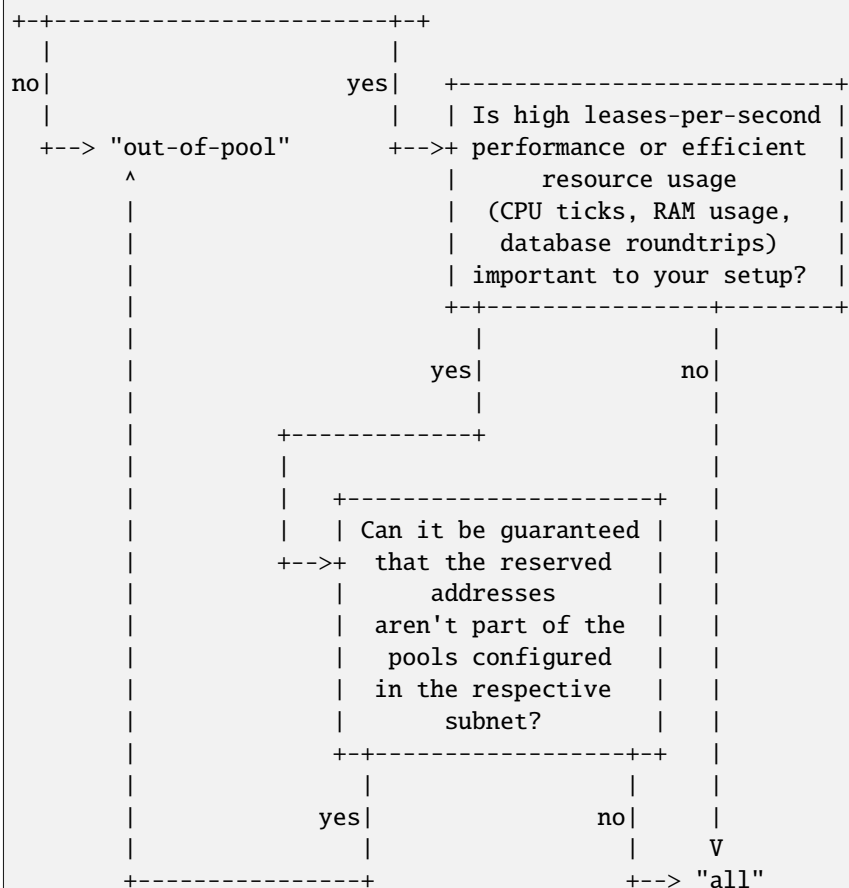 +-+-------------------------+-+
  |                         |
no|                      yes|   +----------------------------+
  |                         |   | Is high leases-per-second |
  +--> "out-of-pool"        +-->+ performance or efficient  |
       ^                        |      resource usage       |
       |                        |  (CPU ticks, RAM usage,   |
       |                        |   database roundtrips)    |
       |                        | important to your setup?  |
       |                        +-+-----------------+--------+
       |                          |                 |
       |                       yes|               no|
       |                          |                 |
       |           +--------------+                 |
       |           |                                |
       |           |   +-----------------------+    |
       |           |   | Can it be guaranteed |    |
       |           +-->+  that the reserved   |    |
       |               |      addresses       |    |
       |               |  aren't part of the  |    |
       |               |   pools configured   |    |
       |               |  in the respective   |    |
       |               |       subnet?        |    |
       |               +-+-------------------+-+    |
       |                 |                   |      |
       |              yes|                 no|      |
       |                 |                   |      V
       +-----------------+                   +--> "all"